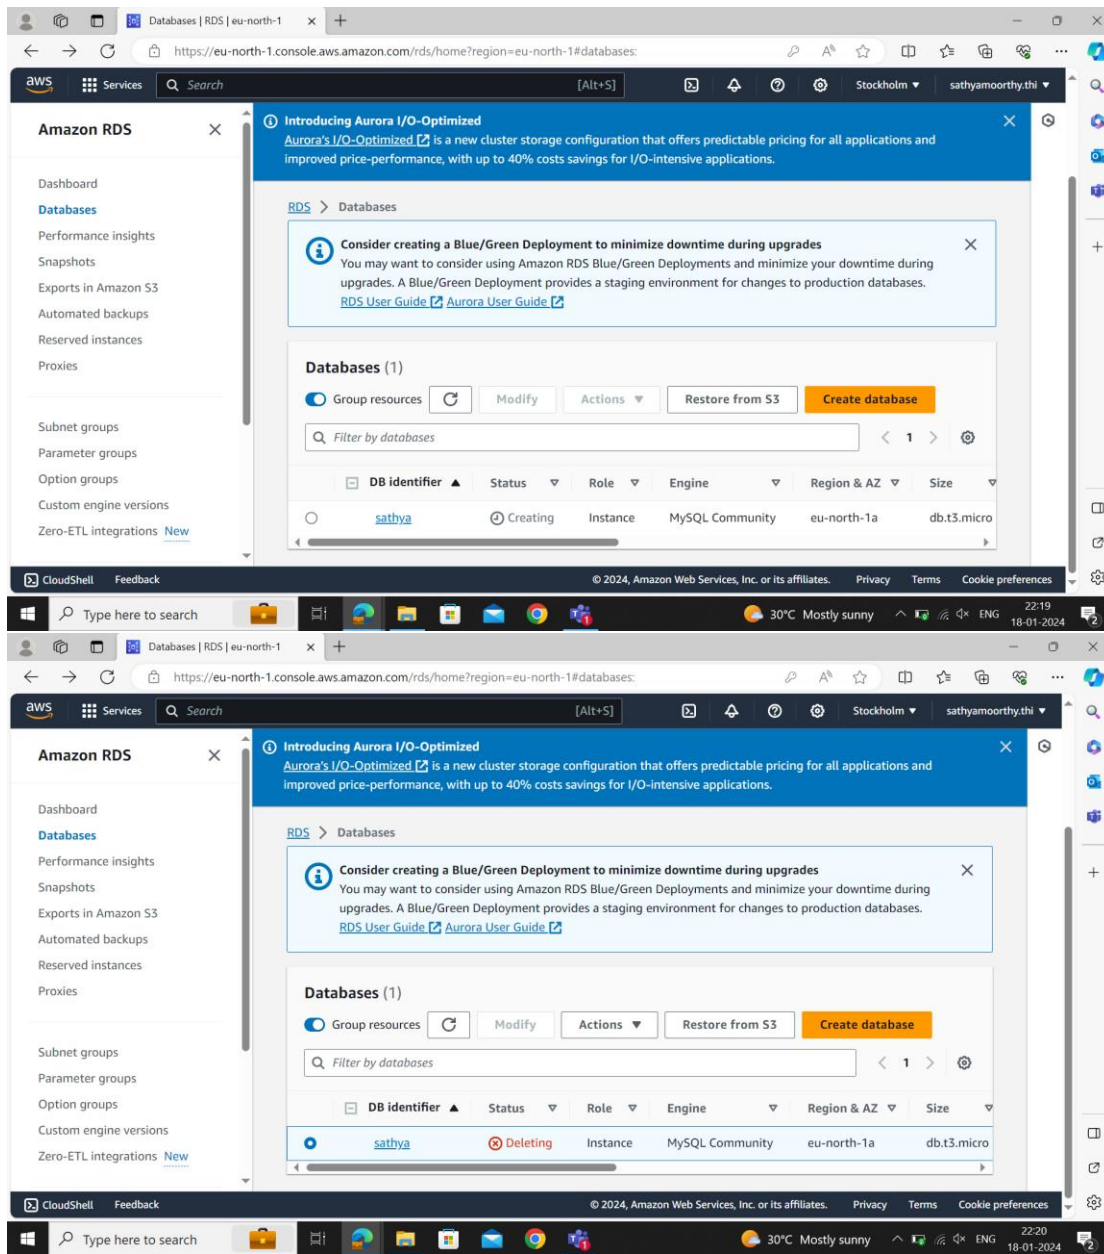 Databases | RDS | eu-north-1
https://eu-north-1.console.aws.amazon.com/rds/home?region=eu-north-1#databases:
aws Services Search [Alt+S] Stockholm ▼ sathyamoorthy.thi ▼
Amazon RDS
Dashboard
Databases
Performance insights
Snapshots
Exports in Amazon S3
Automated backups
Reserved instances
Proxies
Subnet groups
Parameter groups
Option groups
Custom engine versions
Zero-ETL integrations New
Introducing Aurora I/O-Optimized
Aurora's I/O-Optimized is a new cluster storage configuration that offers predictable pricing for all applications and
improved price-performance, with up to 40% costs savings for I/O-intensive applications.
RDS > Databases
Consider creating a Blue/Green Deployment to minimize downtime during upgrades
You may want to consider using Amazon RDS Blue/Green Deployments and minimize your downtime during
upgrades. A Blue/Green Deployment provides a staging environment for changes to production databases.
RDS User Guide Aurora User Guide
Databases (1)
Group resources Modify Actions ▼ Restore from S3 Create database
Filter by databases < 1 >
DB identifier ▲ Status Role Engine Region & AZ Size
sathya Creating Instance MySQL Community eu-north-1a db.t3.micro
CloudShell Feedback © 2024, Amazon Web Services, Inc. or its affiliates. Privacy Terms Cookie preferences
Type here to search 30°C Mostly sunny ENG 22:19
18-01-2024 2
Databases | RDS | eu-north-1
https://eu-north-1.console.aws.amazon.com/rds/home?region=eu-north-1#databases:
aws Services Search [Alt+S] Stockholm ▼ sathyamoorthy.thi ▼
Amazon RDS
Dashboard
Databases
Performance insights
Snapshots
Exports in Amazon S3
Automated backups
Reserved instances
Proxies
Subnet groups
Parameter groups
Option groups
Custom engine versions
Zero-ETL integrations New
Introducing Aurora I/O-Optimized
Aurora's I/O-Optimized is a new cluster storage configuration that offers predictable pricing for all applications and
improved price-performance, with up to 40% costs savings for I/O-intensive applications.
RDS > Databases
Consider creating a Blue/Green Deployment to minimize downtime during upgrades
You may want to consider using Amazon RDS Blue/Green Deployments and minimize your downtime during
upgrades. A Blue/Green Deployment provides a staging environment for changes to production databases.
RDS User Guide Aurora User Guide
Databases (1)
Group resources Modify Actions ▼ Restore from S3 Create database
Filter by databases < 1 >
DB identifier ▲ Status Role Engine Region & AZ Size
sathya Deleting Instance MySQL Community eu-north-1a db.t3.micro
CloudShell Feedback © 2024, Amazon Web Services, Inc. or its affiliates. Privacy Terms Cookie preferences
Type here to search 30°C Mostly sunny ENG 22:20
18-01-2024 2